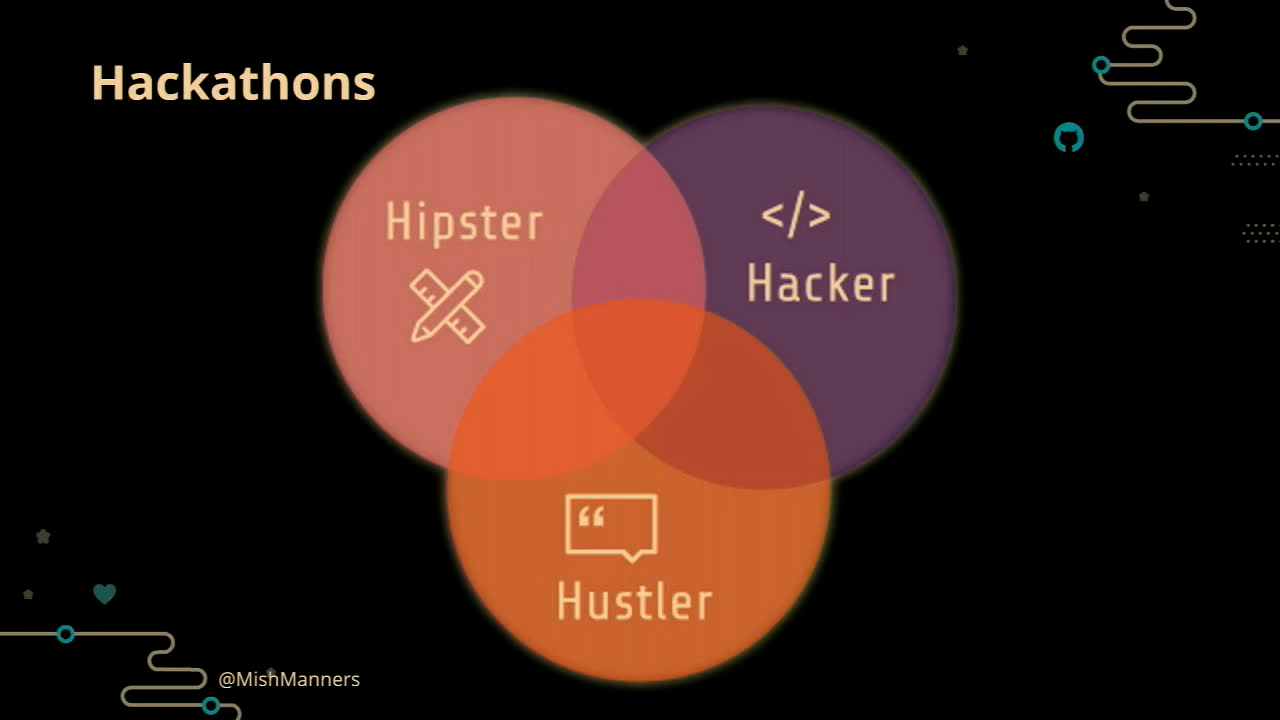 Hackathons
Hipster
</>
Hacker
“
Hustler
@MishManners